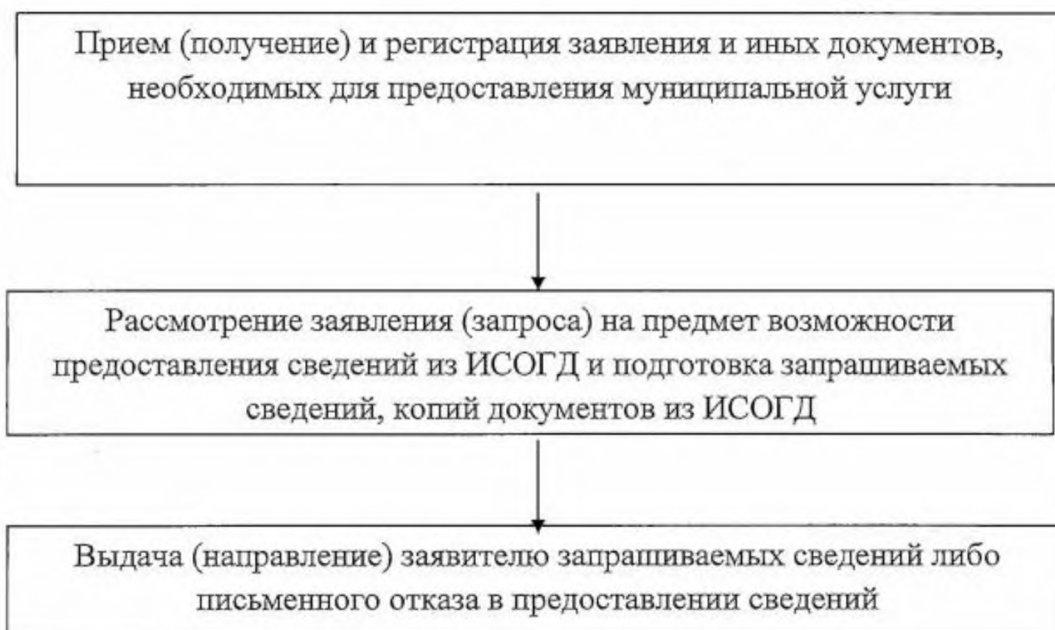 Прием (получение) и регистрация заявления и иных документов,
необходимых для предоставления муниципальной услуги
Рассмотрение заявления (запроса) на предмет возможности
предоставления сведений из ИСОГД и подготовка запрашиваемых
сведений, копий документов из ИСОГД
Выдача (направление) заявителю запрашиваемых сведений либо
письменного отказа в предоставлении сведений